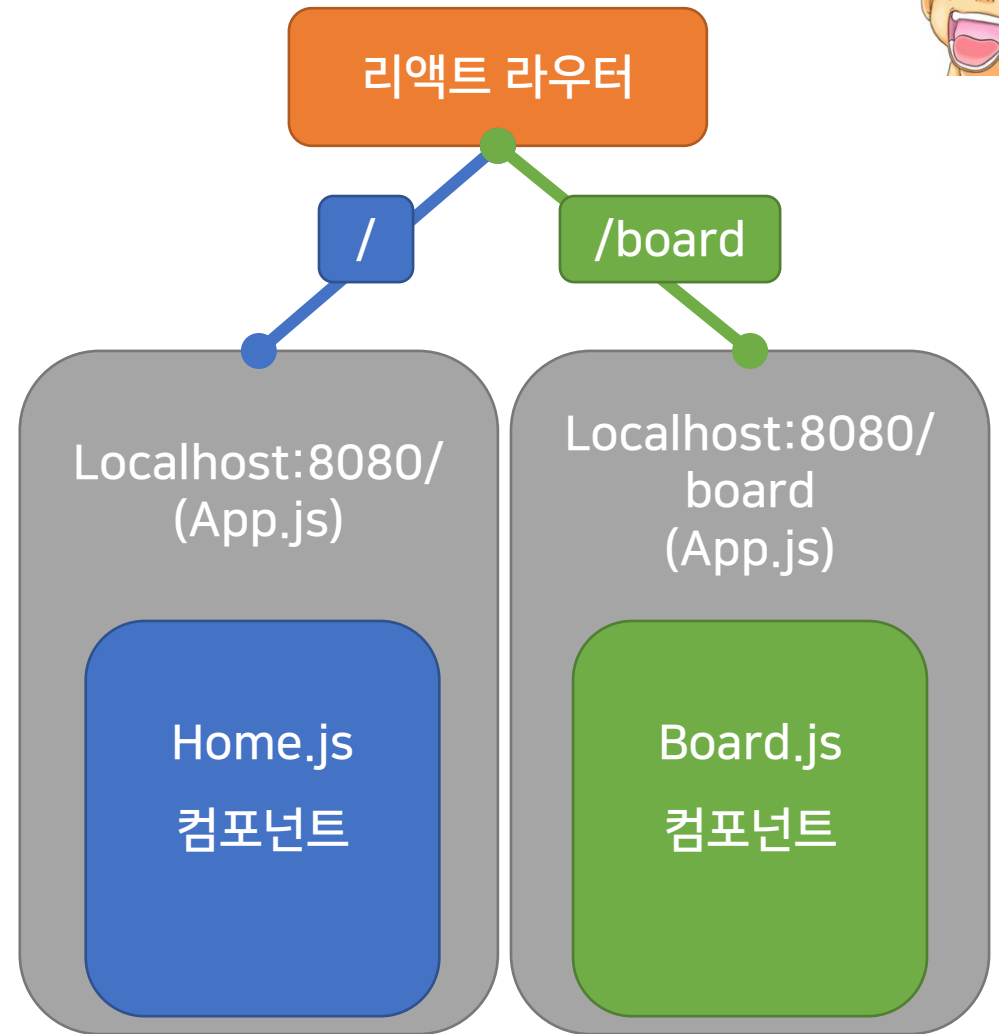 리액트 라우터
/
/board
Localhost:8080/
(App.js)
Localhost:8080/
board
(App.js)
Home.js
컴포넌트
Board.js
컴포넌트